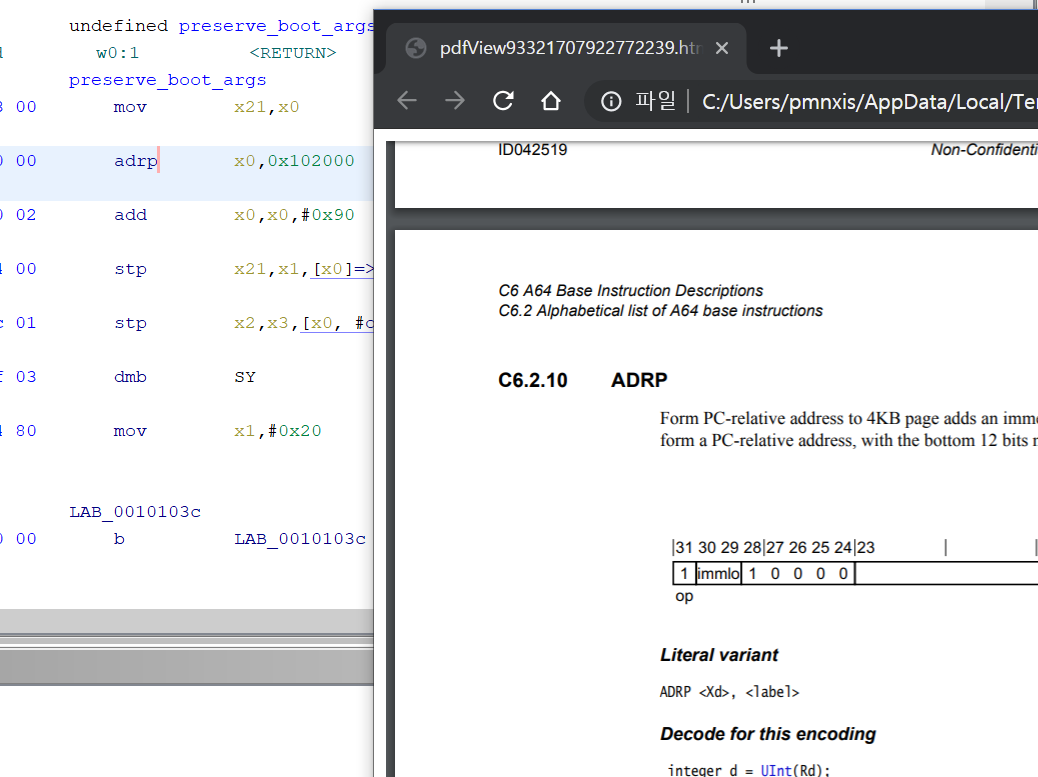 undefined preserve_boot_args
w0:1 <RETURN>
preserve_boot_args
00 mov x21,x0
00 adrp x0,0x102000
02 add x0,x0,#0x90
00 stp x21,x1,[x0]=>
01 stp x2,x3,[x0, #
03 dmb SY
80 mov x1,#0x20
LAB_0010103c
00 b LAB_0010103c
pdfView93321707922772239.htm
파일 C:/Users/pmnxis/AppData/Local/Te
ID042519 Non-Confidenti
C6 A64 Base Instruction Descriptions
C6.2 Alphabetical list of A64 base instructions
C6.2.10 ADRP
Form PC-relative address to 4KB page adds an imme
form a PC-relative address, with the bottom 12 bits
31 30 29 28 27 26 25 24 23
1 immlo 1 0 0 0 0
op
Literal variant
ADRP <Xd>, <label>
Decode for this encoding
integer d = UInt(Rd);